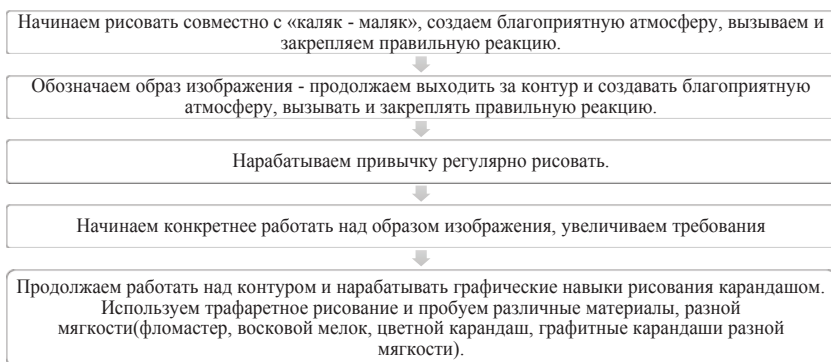 Начинаем рисовать совместно с «каляк - маляк», создаем благоприятную атмосферу, вызываем и
закрепляем правильную реакцию.
Обозначаем образ изображения - продолжаем выходить за контур и создавать благоприятную
атмосферу, вызывать и закреплять правильную реакцию.
Нарабатываем привычку регулярно рисовать.
Начинаем конкретнее работать над образом изображения, увеличиваем требования
Продолжаем работать над контуром и нарабатывать графические навыки рисования карандашом.
Используем трафаретное рисование и пробуем различные материалы, разной
мягкости(фломастер, восковой мелок, цветной карандаш, графитные карандаши разной
мягкости).